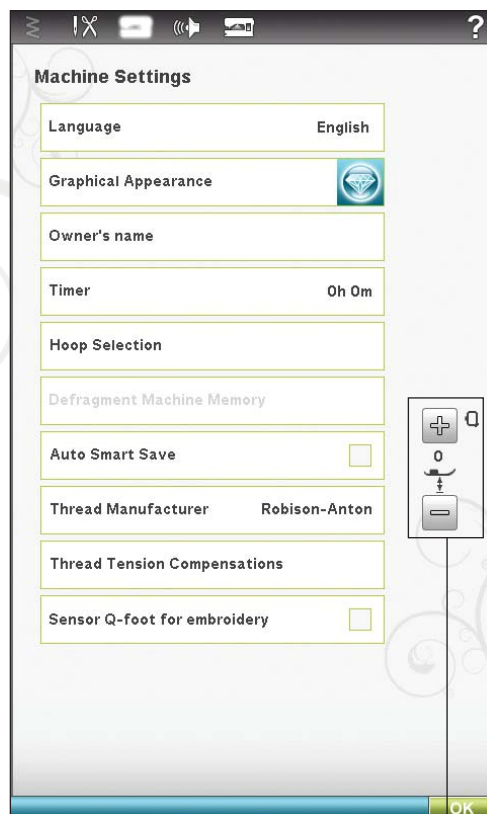 ?
Machine Settings
Language English
Graphical Appearance
Owner's name
Timer 0h 0m
Hoop Selection
Defragment Machine Memory
Auto Smart Save
0
Thread Manufacturer Robison-Anton
Thread Tension Compensations
Sensor Q-foot for embroidery
OK